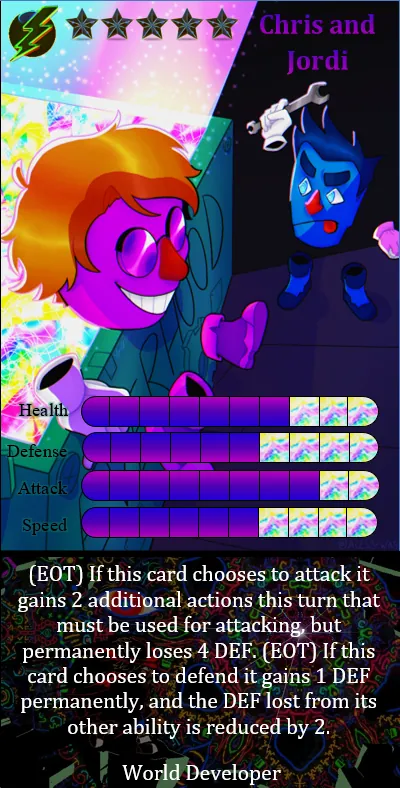 Chris and
Jordi
Health
Defense
Attack
Speed
(EOT) If this card chooses to attack it
gains 2 additional actions this turn that
must be used for attacking, but
permanently loses 4 DEF. (EOT) If this
card chooses to defend it gains 1 DEF
permanently, and the DEF lost from its
other ability is reduced by 2.
World Developer